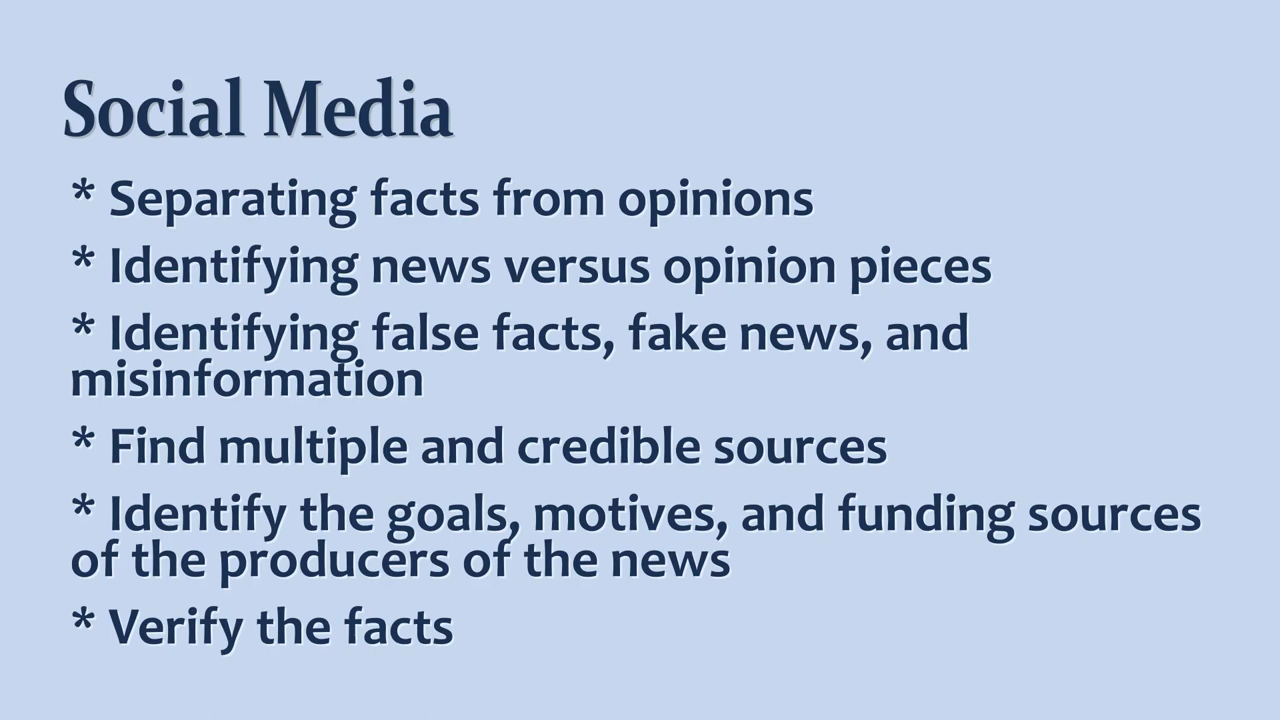 Social Media
* Separating facts from opinions
* Identifying news versus opinion pieces
* Identifying false facts, fake news, and
misinformation
* Find multiple and credible sources
* Identify the goals, motives, and funding sources
of the producers of the news
* Verify the facts